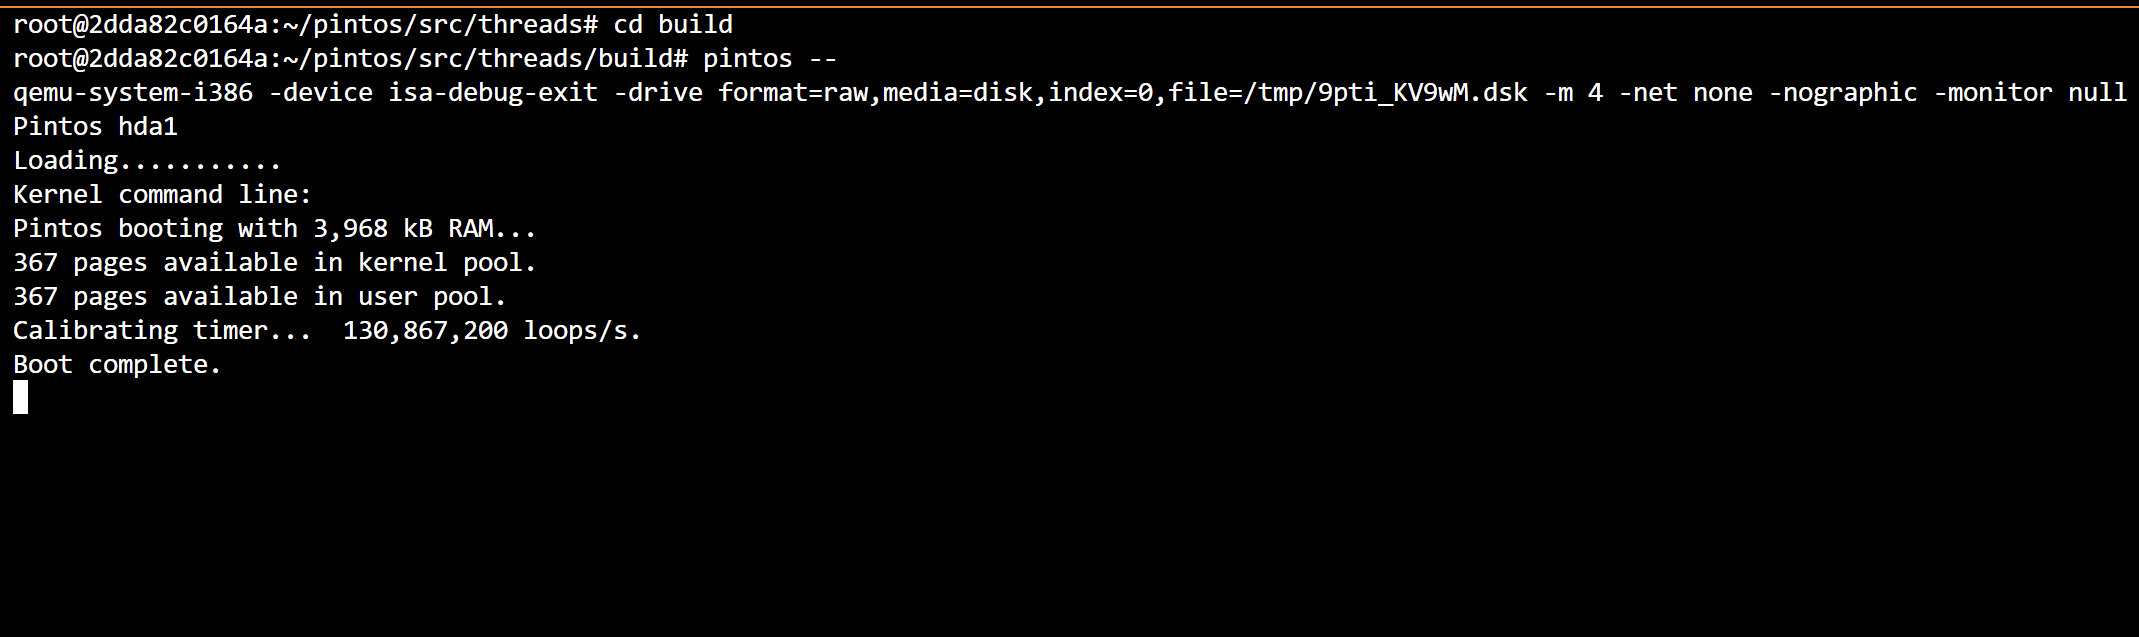 root@2dda82c0164a:~/pintos/src/threads# cd build
root@2dda82c0164a:~/pintos/src/threads/build# pintos --
qemu-system-i386 -device isa-debug-exit -drive format=raw,media=disk,index=0,file=/tmp/9pti_KV9wM.dsk -m 4 -net none -nographic -monitor null
Pintos hda1
Loading...........
Kernel command line:
Pintos booting with 3,968 kB RAM...
367 pages available in kernel pool.
367 pages available in user pool.
Calibrating timer...  130,867,200 loops/s.
Boot complete.